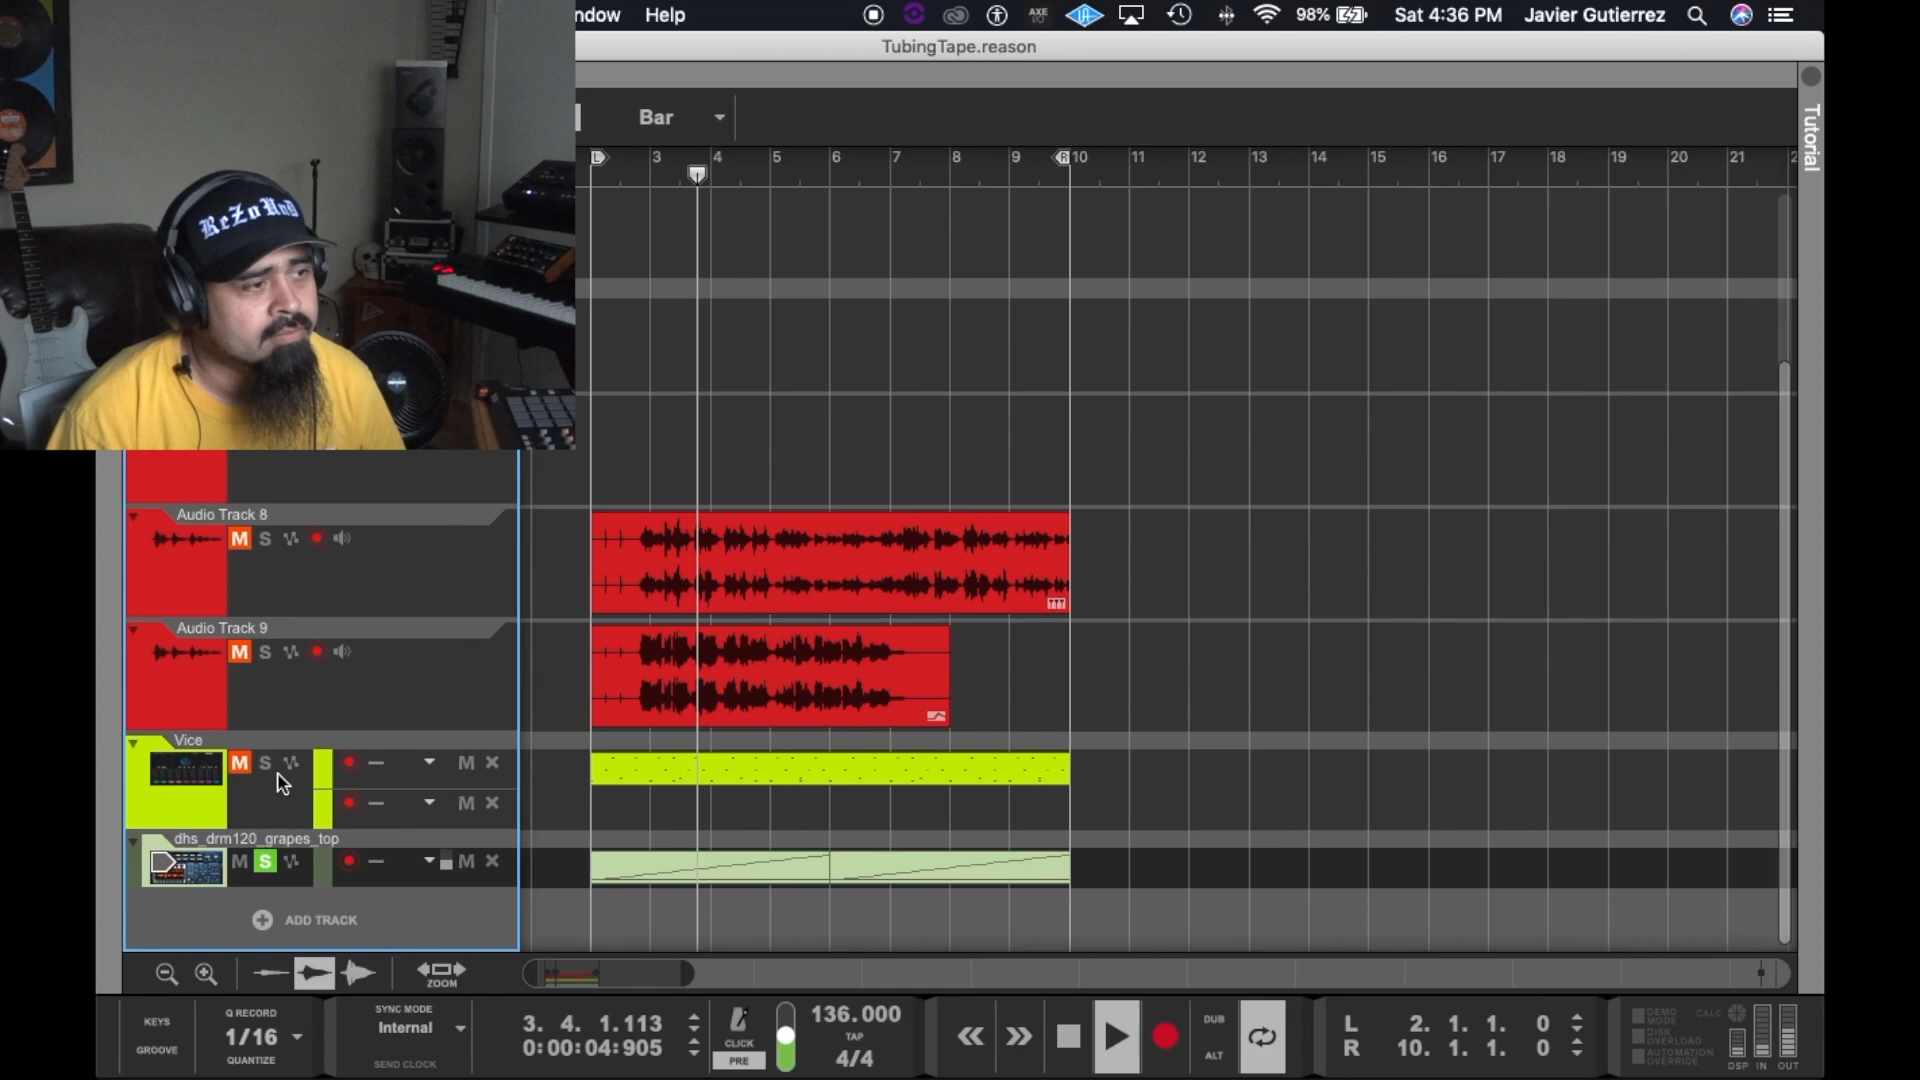 ndow Help
AXE
I/O
98%
Sat 4:36 PM Javier Gutierrez
TubingTape.reason
Bar
Tutorial
L 3 4 5 6 7 8 9 R 10 11 12 13 14 15 16 17 18 19 20 21 2
ReZoUnD
Audio Track 8
M S
Audio Track 9
M S
Vice
M S M
M
dhs_drm120_grapes_top
M S M
ADD TRACK
ZOOM
KEYS
GROOVE
Q RECORD
1/16
QUANTIZE
SYNC MODE
Internal
SEND CLOCK
3. 4. 1.113
0:00:04:905
CLICK
PRE
136.000
TAP
4/4
DUB
ALT
L 2. 1. 1. 0
R 10. 1. 1. 0
DEMO MODE
CALC
DISK OVERLOAD
AUTOMATION OVERRIDE
DSP IN OUT